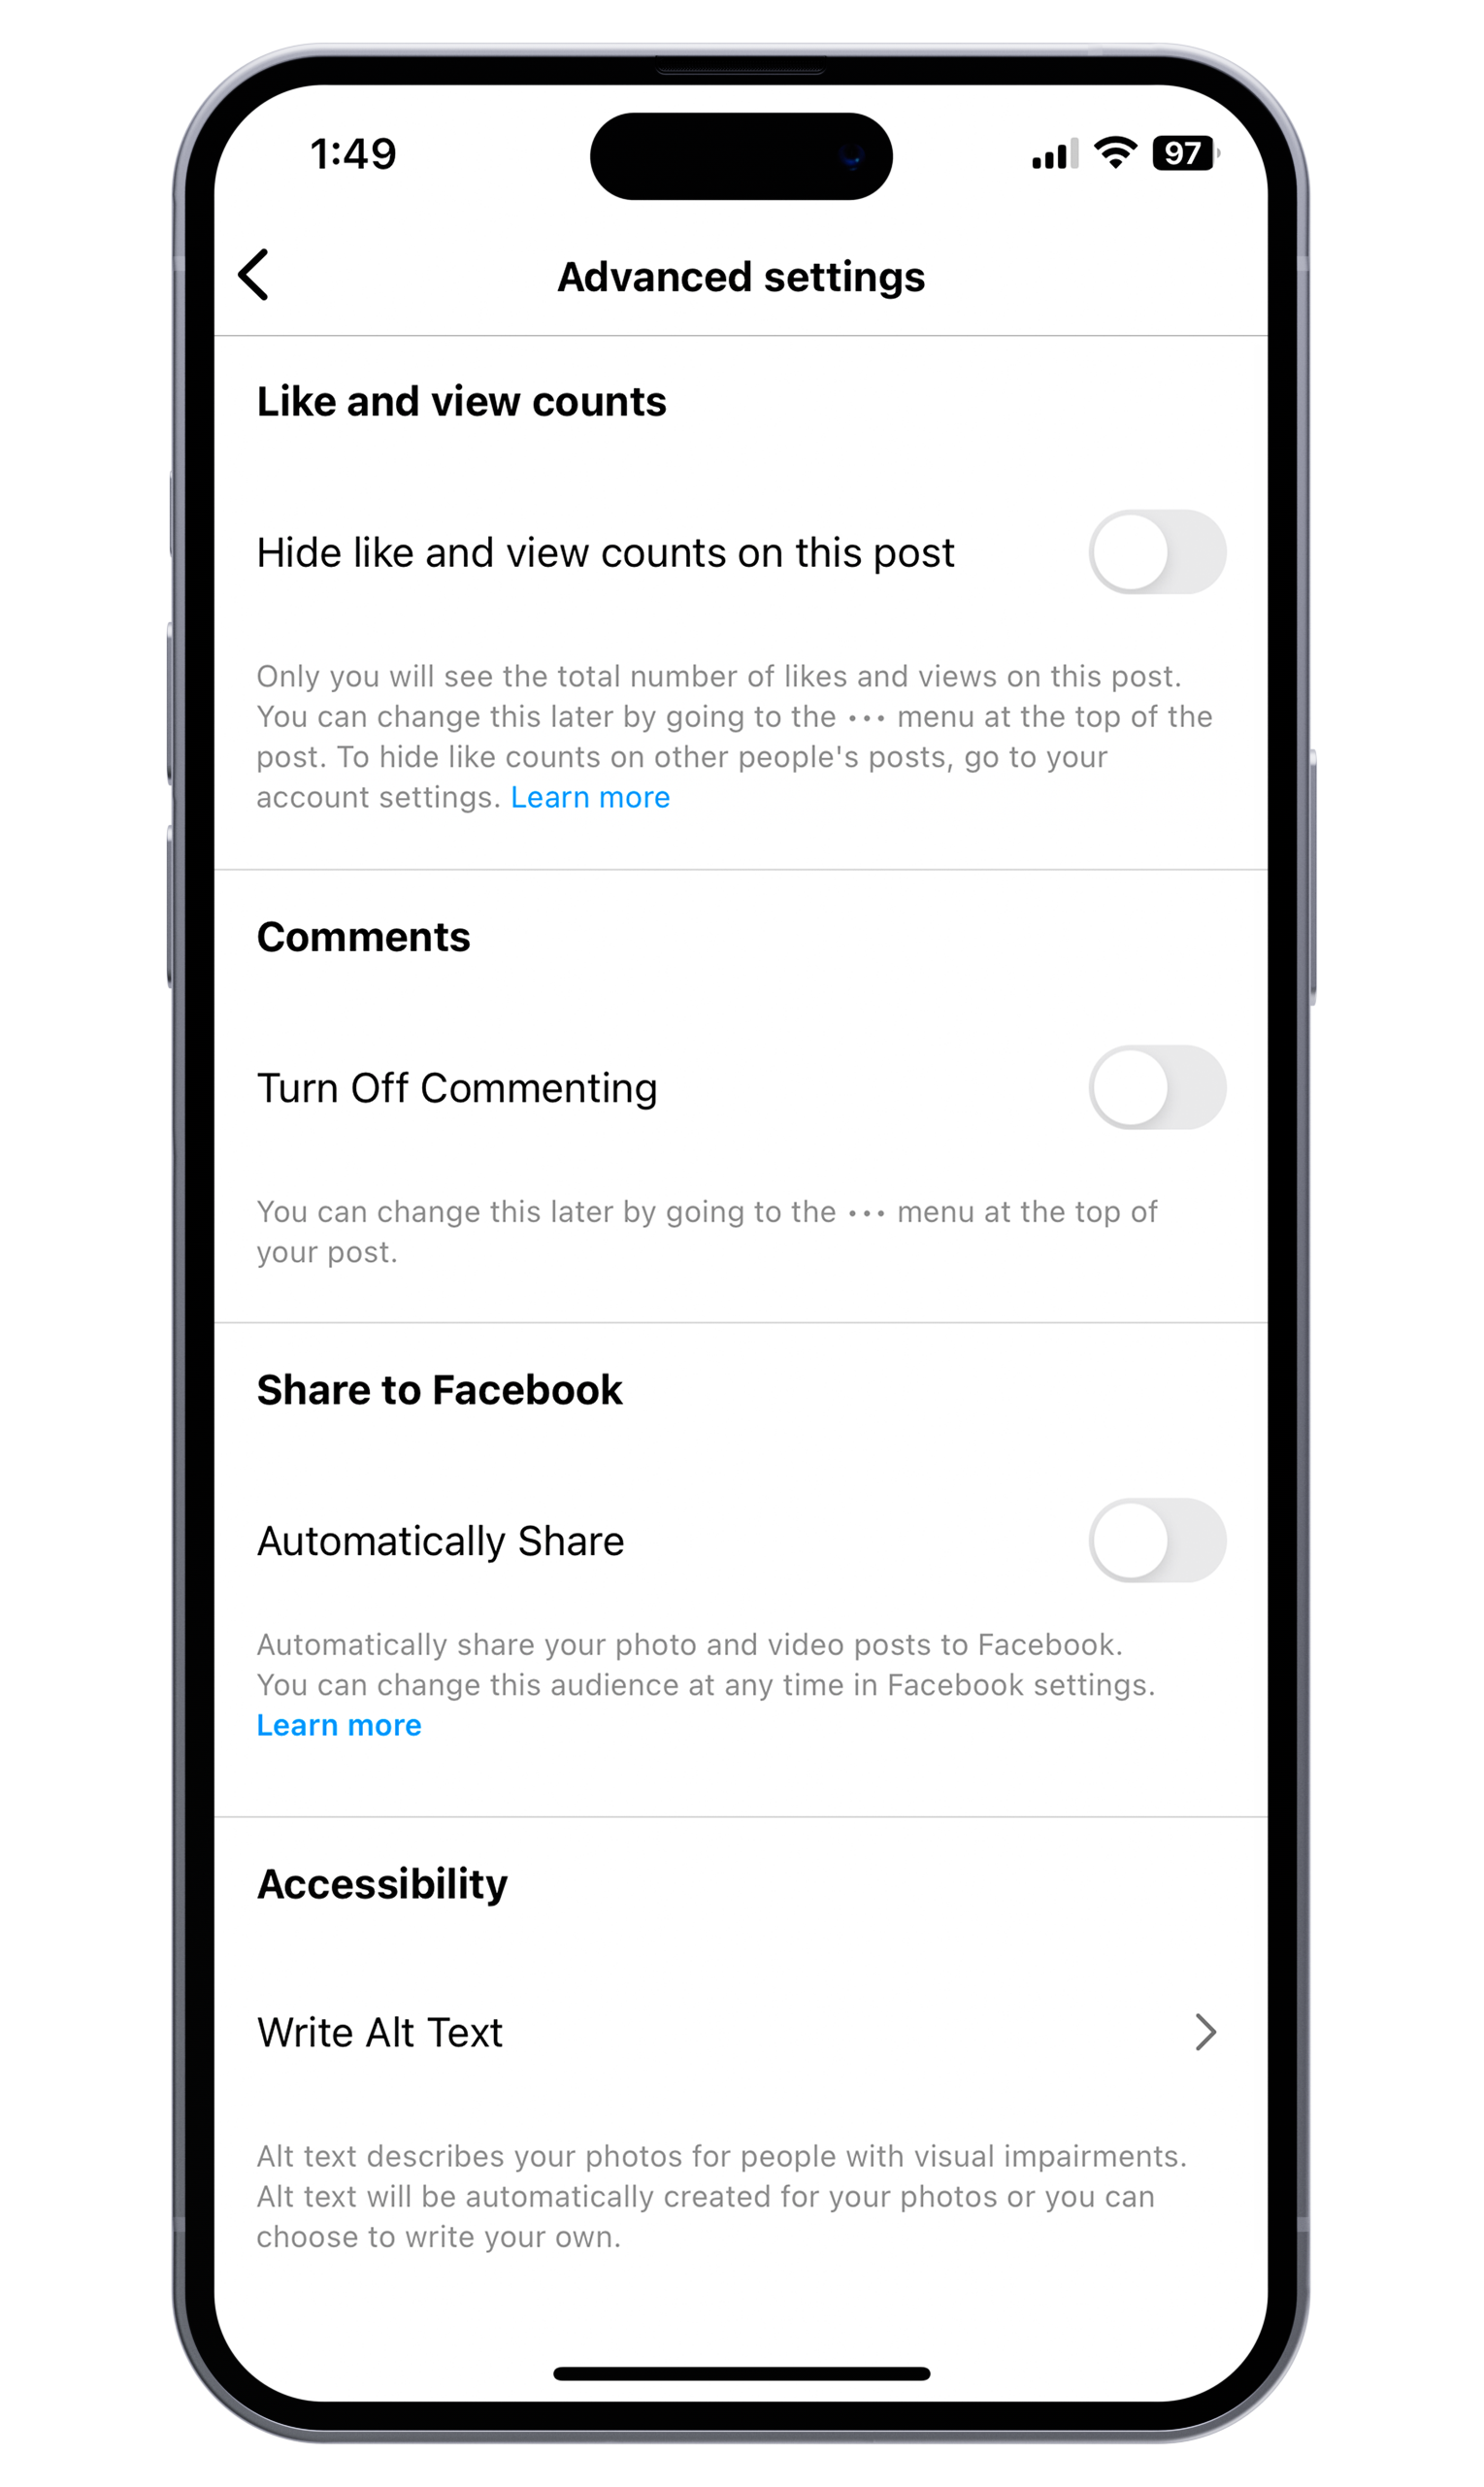 1:49
97
Advanced settings
Like and view counts
Hide like and view counts on this post
Only you will see the total number of likes and views on this post.
You can change this later by going to the ••• menu at the top of the
post. To hide like counts on other people's posts, go to your
account settings. Learn more
Comments
Turn Off Commenting
You can change this later by going to the ••• menu at the top of
your post.
Share to Facebook
Automatically Share
Automatically share your photo and video posts to Facebook.
You can change this audience at any time in Facebook settings.
Learn more
Accessibility
Write Alt Text
Alt text describes your photos for people with visual impairments.
Alt text will be automatically created for your photos or you can
choose to write your own.